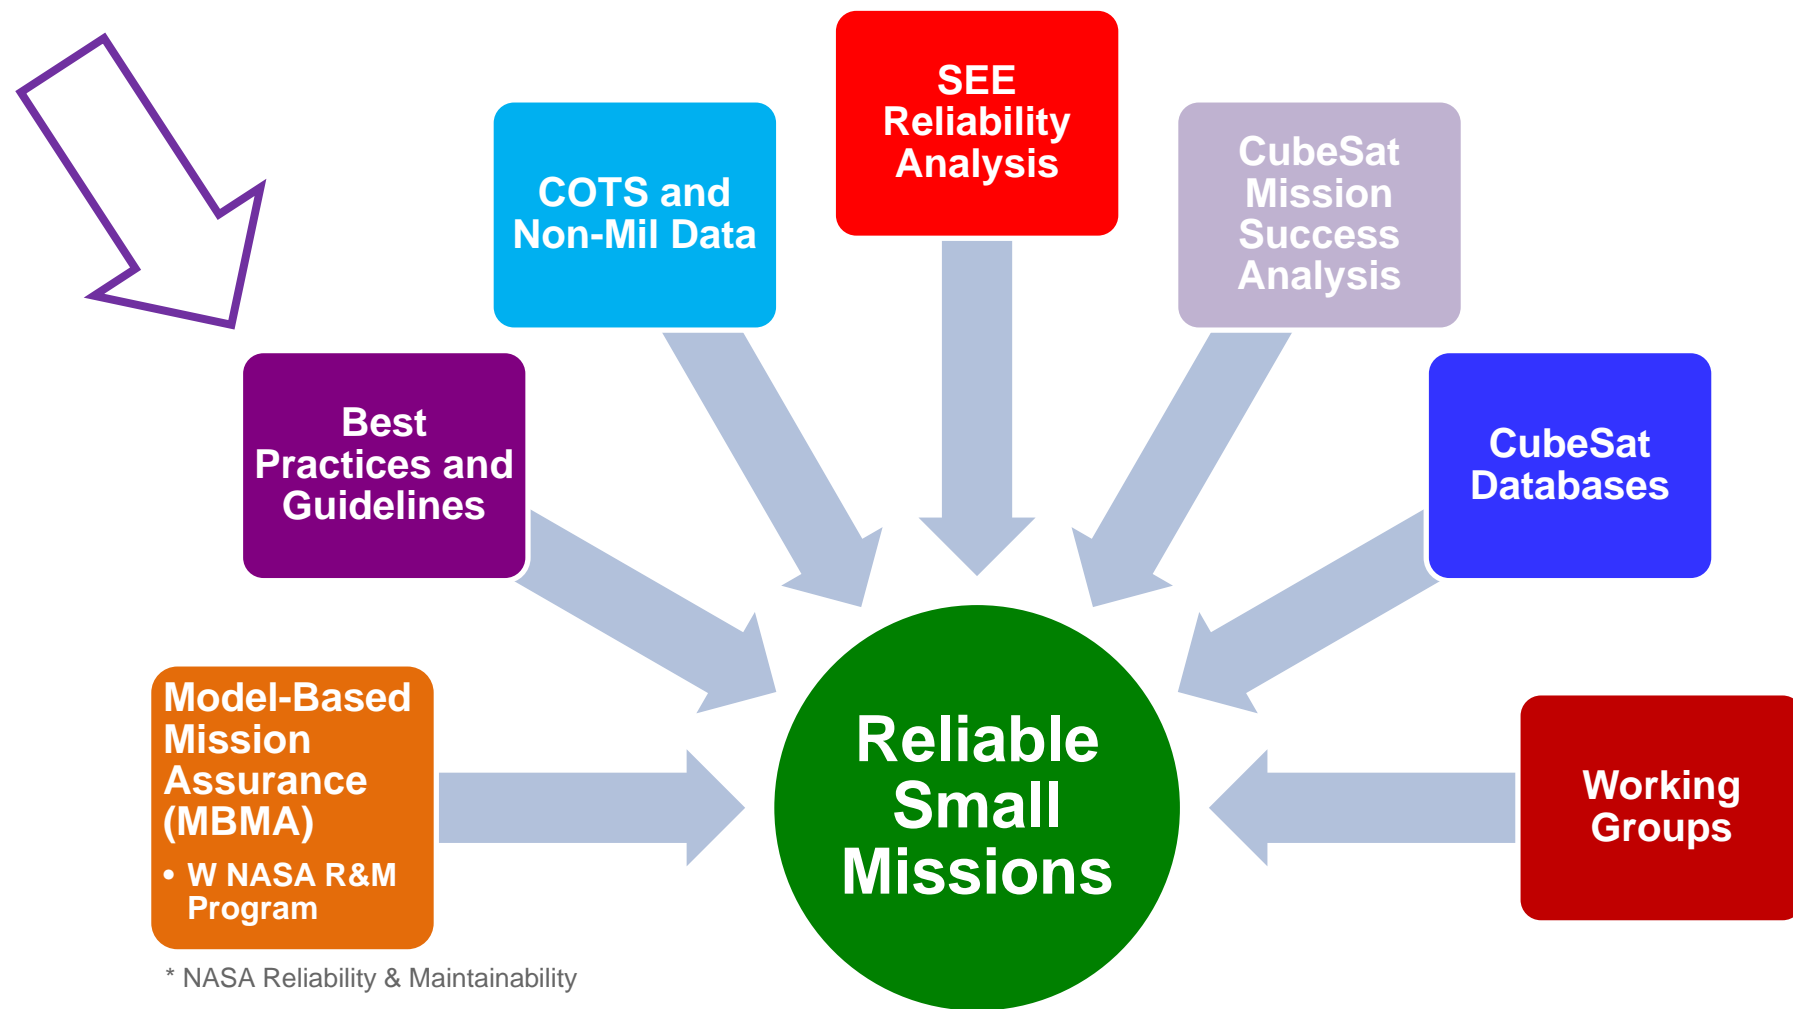 SEE
Reliability
Analysis
COTS and
Non-Mil Data
CubeSat
Mission
Success
Analysis
Best
Practices and
Guidelines
CubeSat
Databases
Model-Based
Mission
Assurance
(MBMA)
• W NASA R&M
Program
Reliable
Small
Missions
Working
Groups
* NASA Reliability & Maintainability